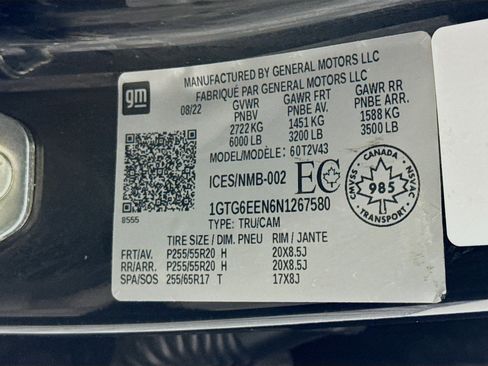 gm
MANUFACTURED BY GENERAL MOTORS LLC
FABRIQUÉ PAR GENERAL MOTORS LLC
08/22 GVWR GAWR FRT GAWR RR
PNBV PNBE AV. PNBE ARR.
2722 KG 1451 KG 1588 KG
6000 LB 3200 LB 3500 LB
MODEL/MODÈLE: 60T2V43
ICES/NMB-002 EC
CANADA
CMVSS 985 NSVAC
TRANSPORT
8555
1GTG6EEN6N1267580
TYPE: TRU/CAM
TIRE SIZE / DIM. PNEU RIM / JANTE
FRT/AV. P255/55R20 H 20X8.5J
RR/ARR. P255/55R20 H 20X8.5J
SPA/SOS 255/65R17 T 17X8J